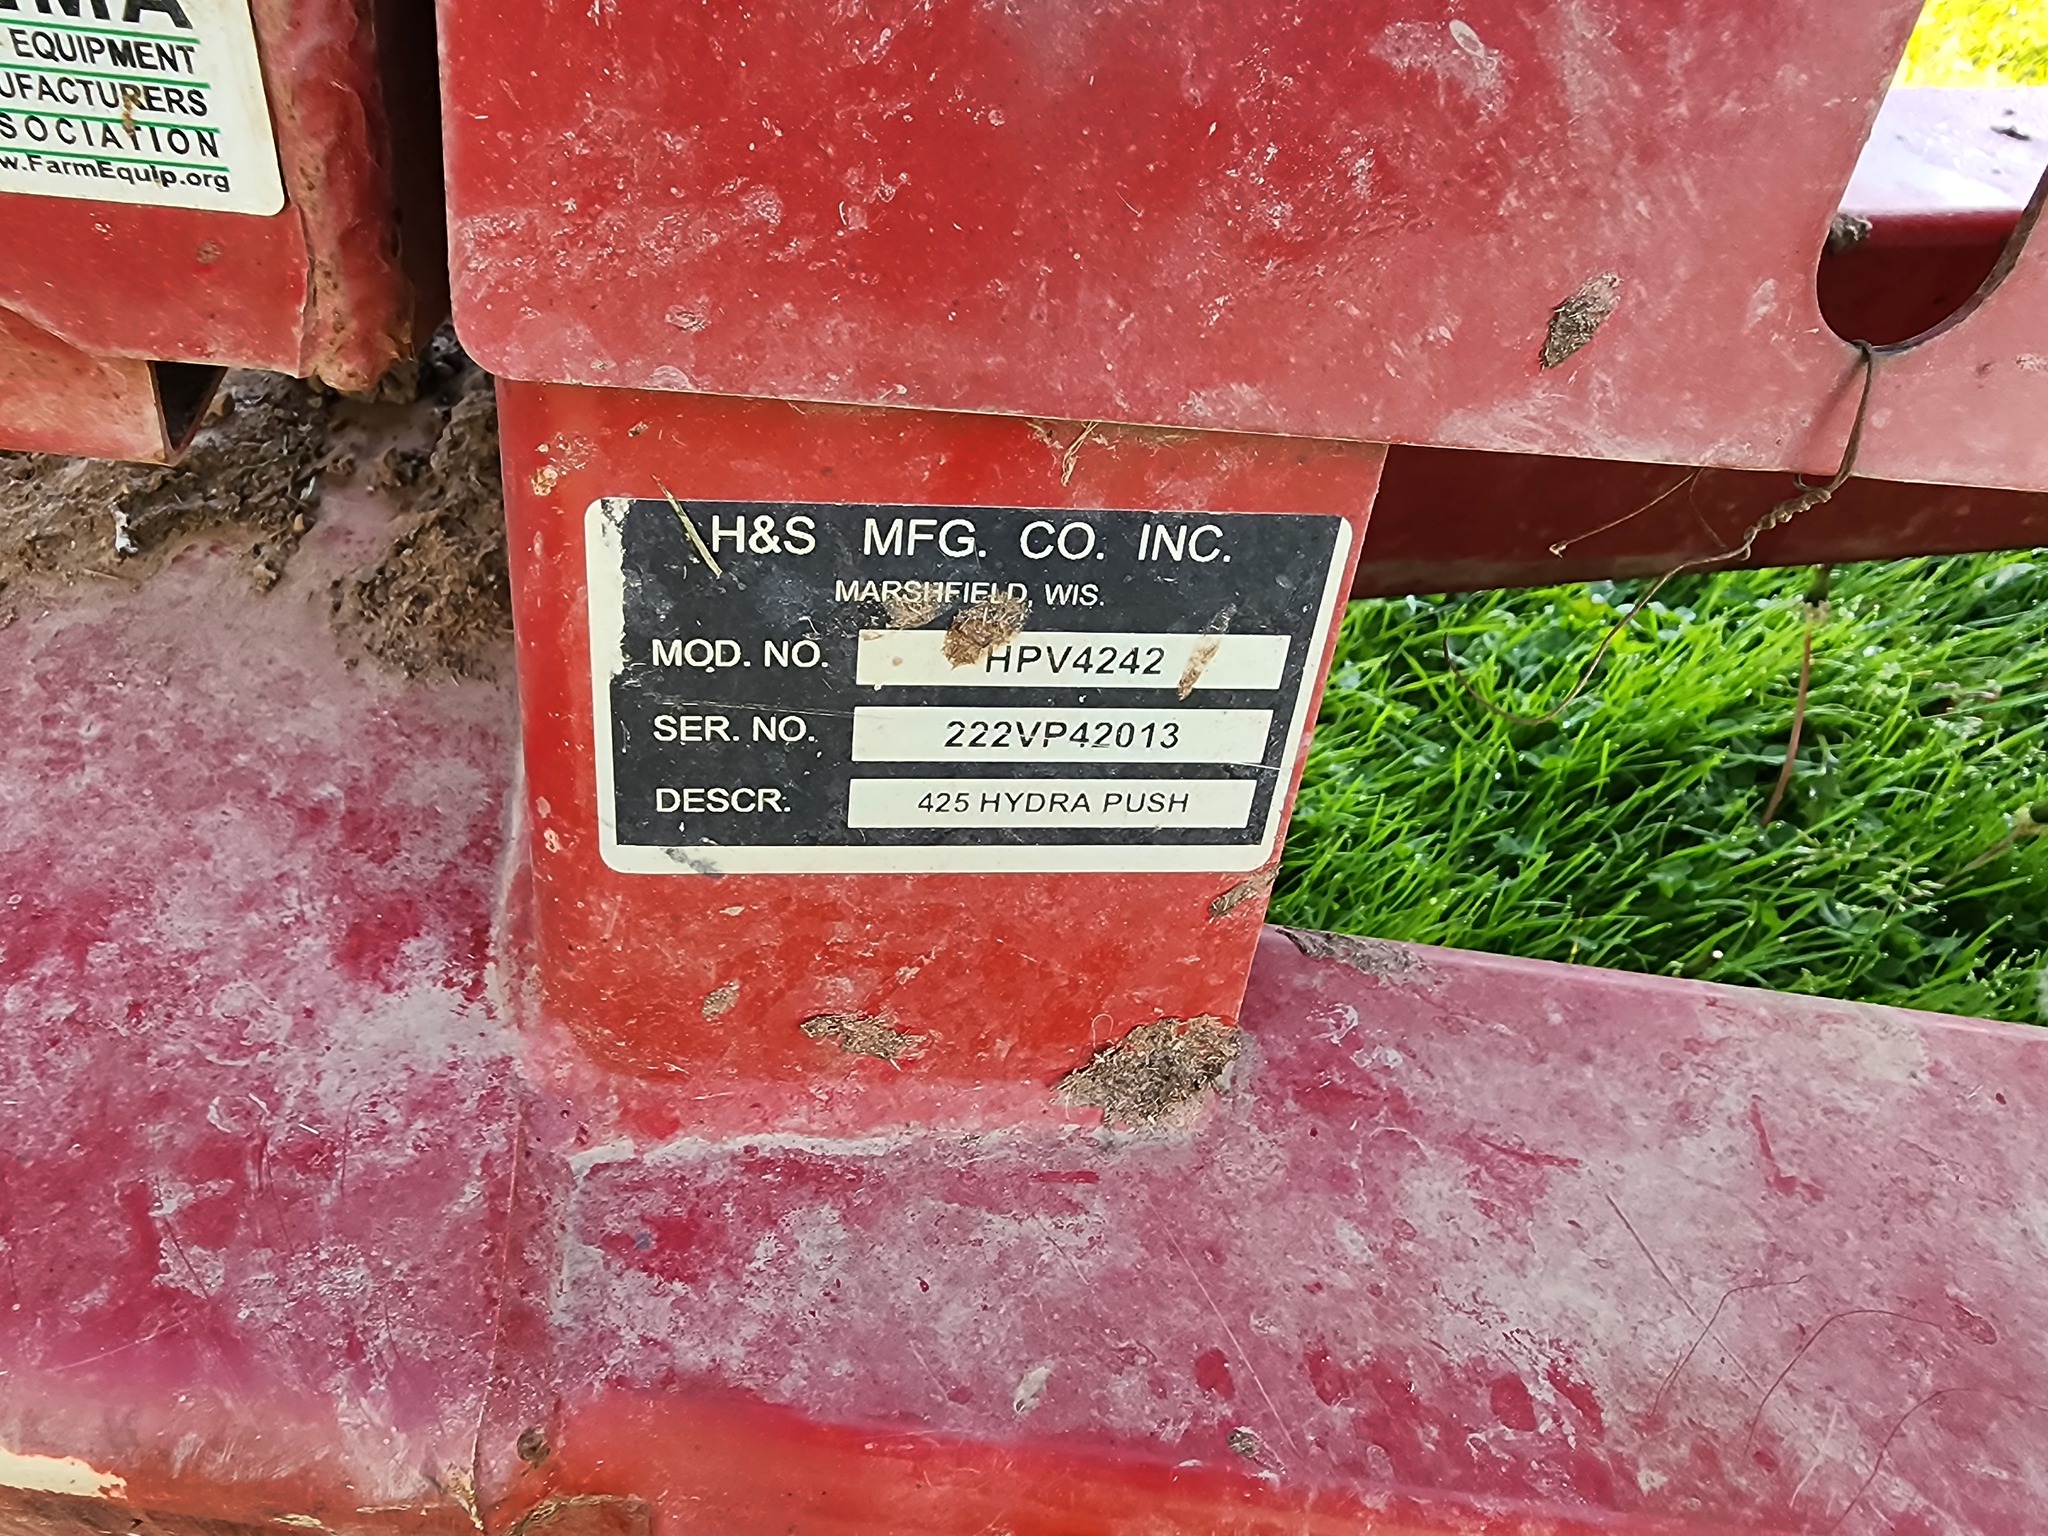 EQUIPMENT
UFACTURERS
SOCIATION
w.FarmEquip.org
H&S MFG. CO. INC.
MARSHFIELD, WIS.
MOD. NO. HPV4242
SER. NO. 222VP42013
DESCR. 425 HYDRA PUSH